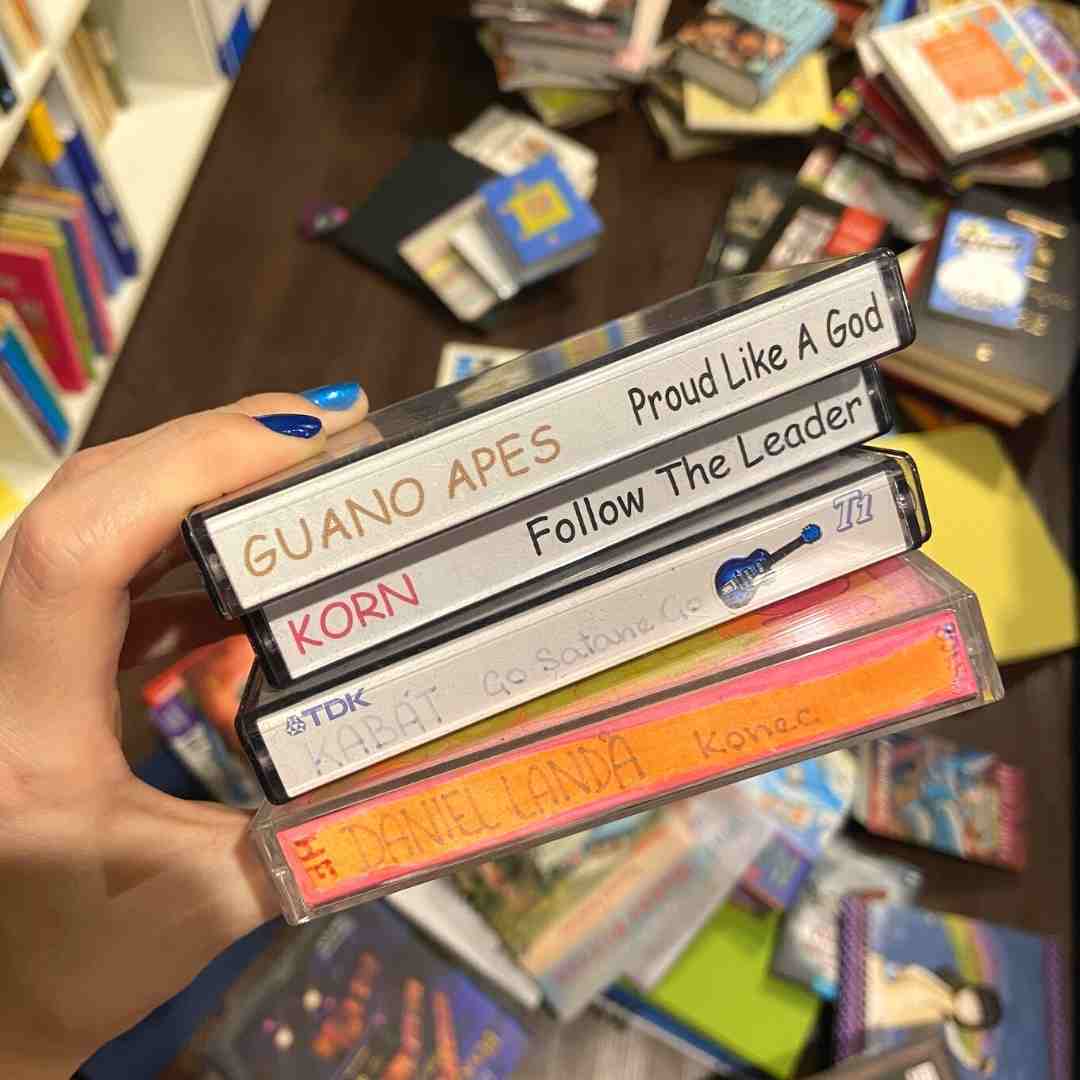 GUANO APES Proud Like A God
KORN Follow The Leader
TDK T1
KABÁT Go Satane Go
DANIEL LANDA Konec